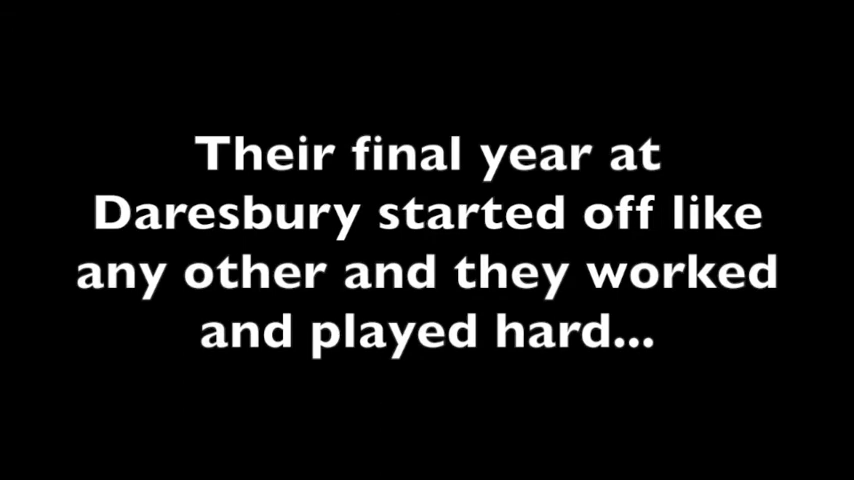 Their final year at
Daresbury started off like
any other and they worked
and played hard...